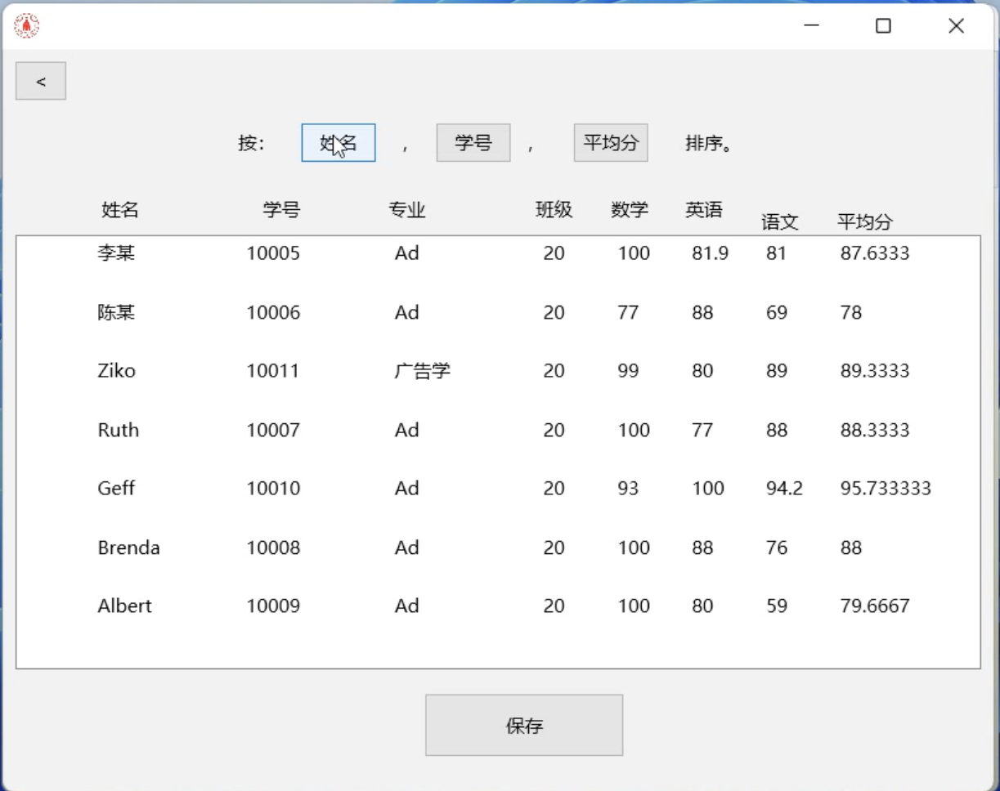 <
按: 姓名 , 学号 , 平均分 排序。
姓名 学号 专业 班级 数学 英语 语文 平均分
李某 10005 Ad 20 100 81.9 81 87.6333
陈某 10006 Ad 20 77 88 69 78
Ziko 10011 广告学 20 99 80 89 89.3333
Ruth 10007 Ad 20 100 77 88 88.3333
Geff 10010 Ad 20 93 100 94.2 95.733333
Brenda 10008 Ad 20 100 88 76 88
Albert 10009 Ad 20 100 80 59 79.6667
保存